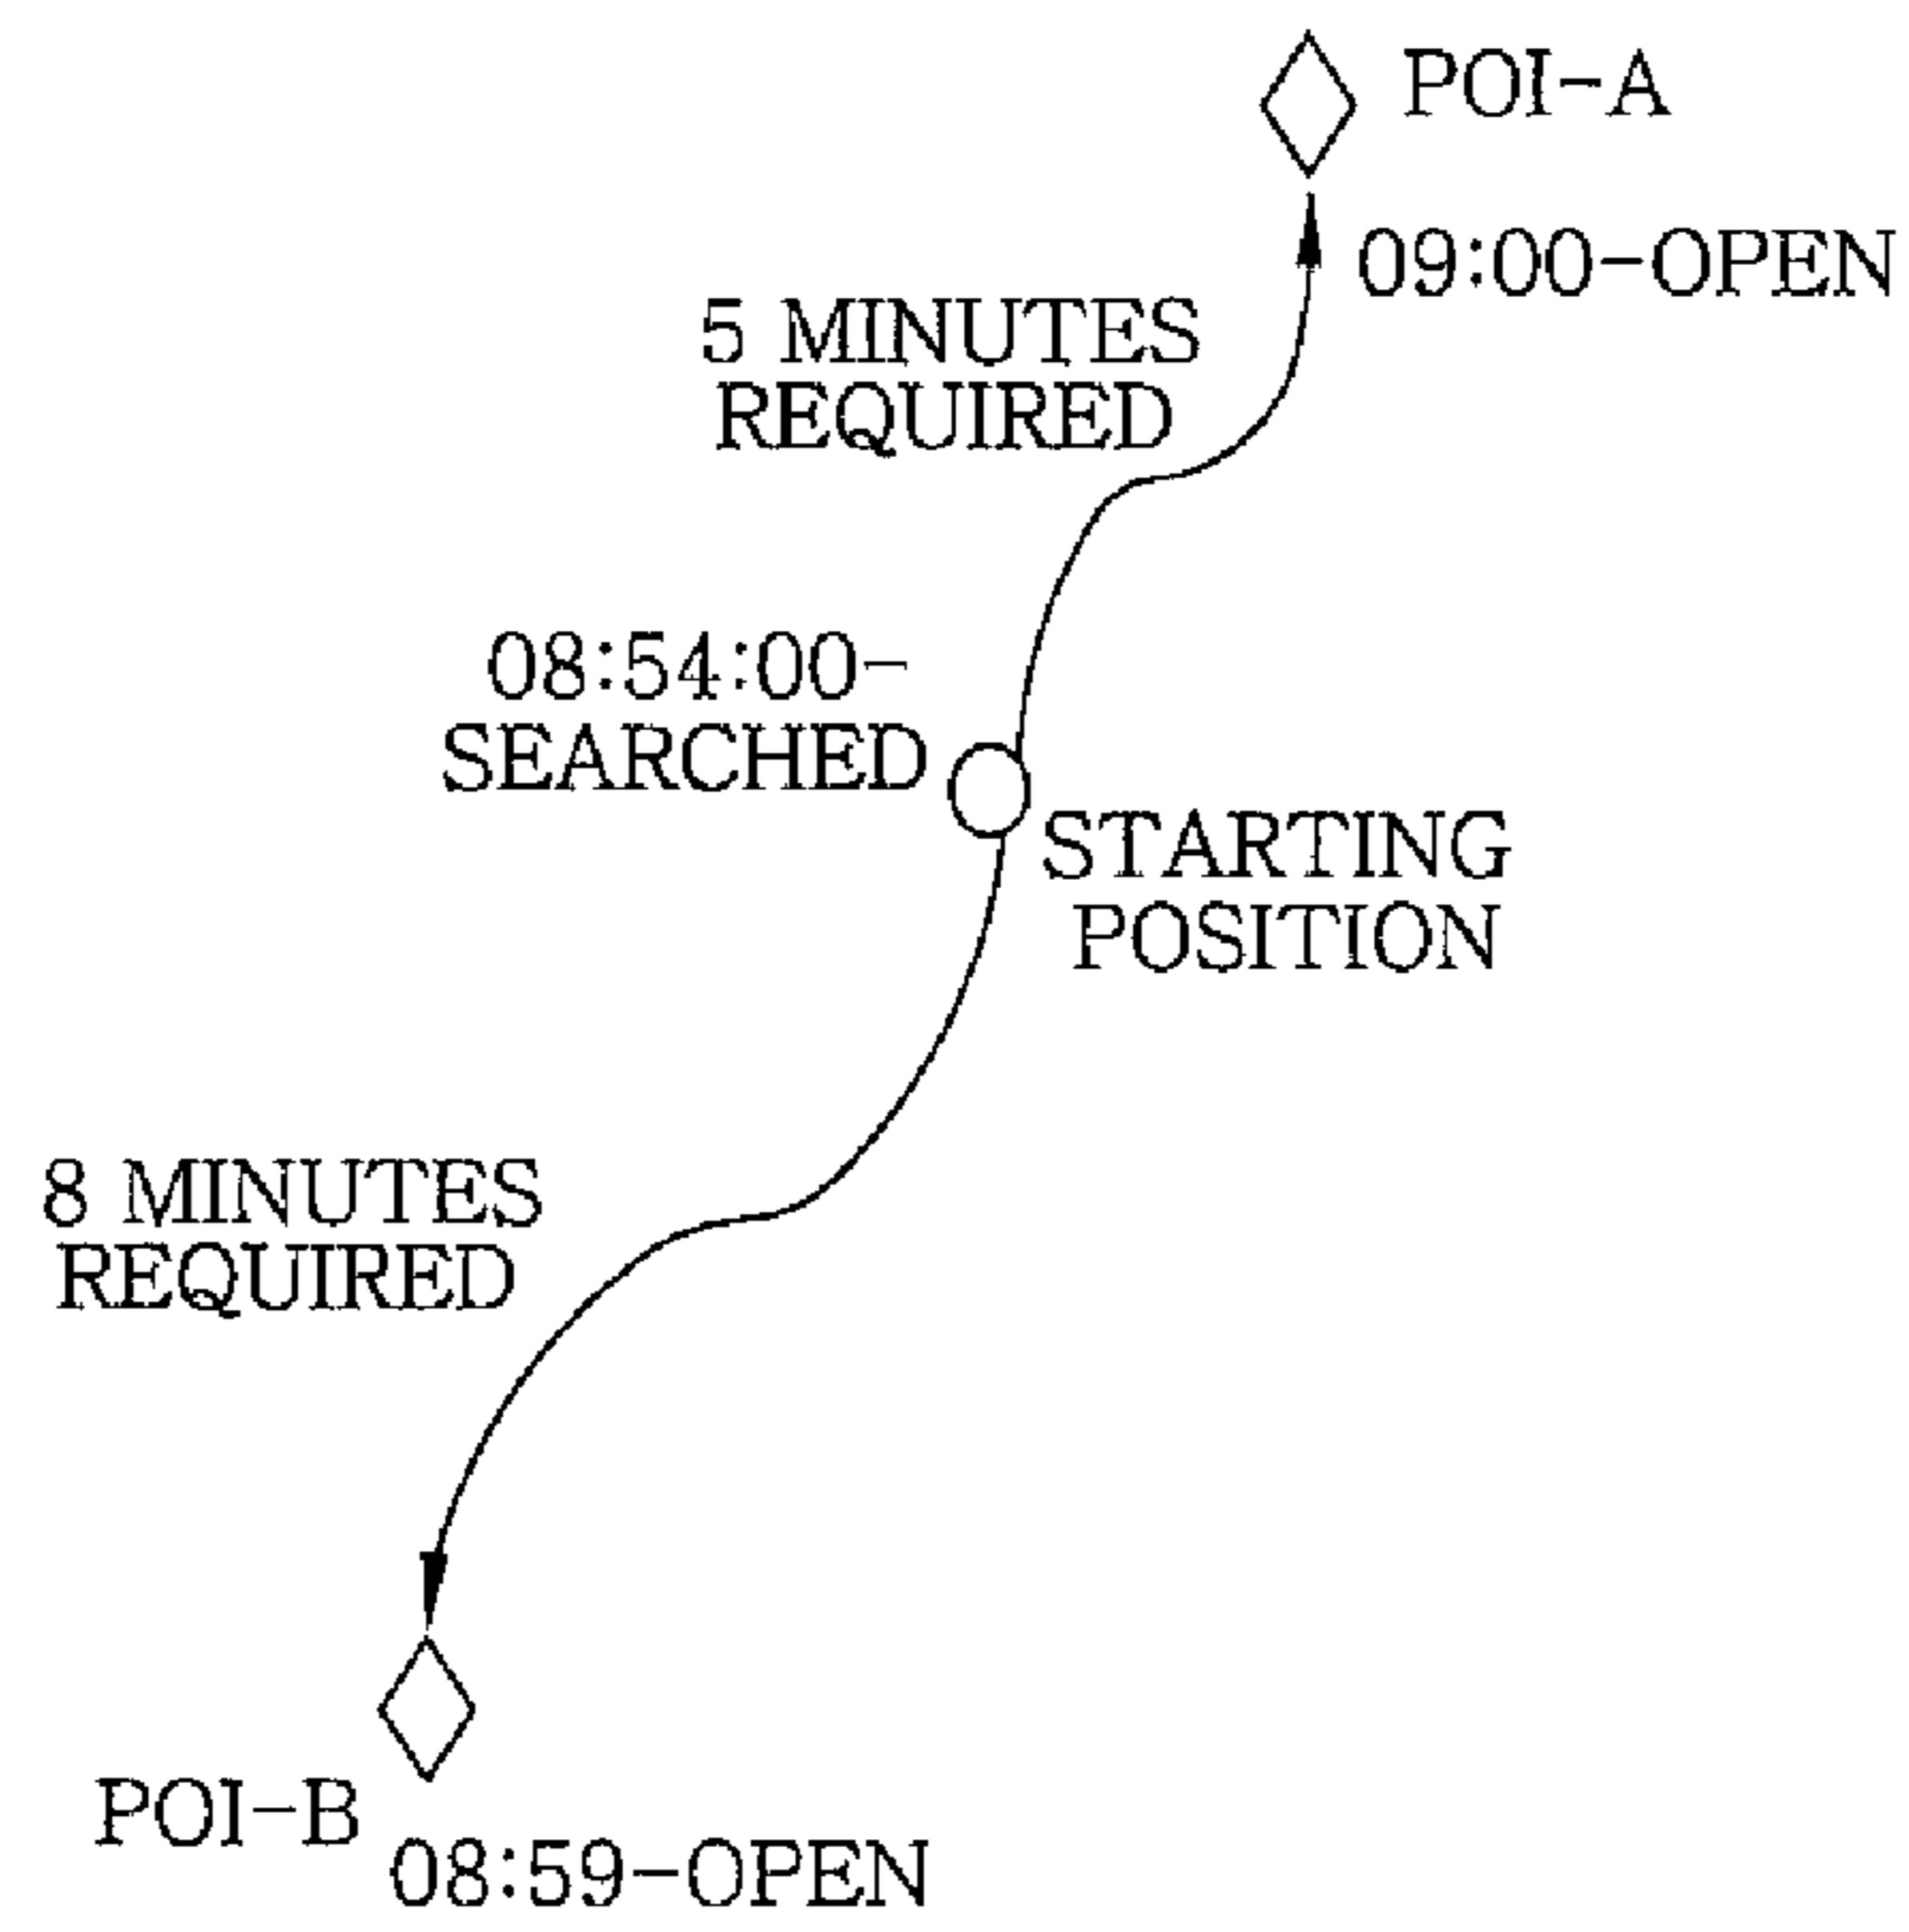 POI-A
09:00-OPEN
5 MINUTES
REQUIRED
08:54:00-
SEARCHED
STARTING
POSITION
8 MINUTES
REQUIRED
POI-B
08:59-OPEN